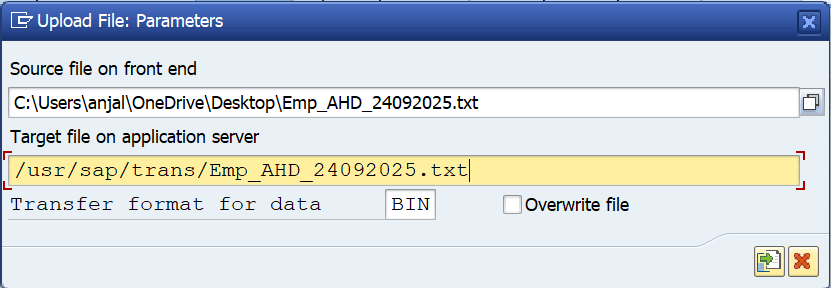 Upload File: Parameters
Source file on front end
C:\Users\anjal\OneDrive\Desktop\Emp_AHD_24092025.txt
Target file on application server
/usr/sap/trans/Emp_AHD_24092025.txt
Transfer format for data BIN Overwrite file